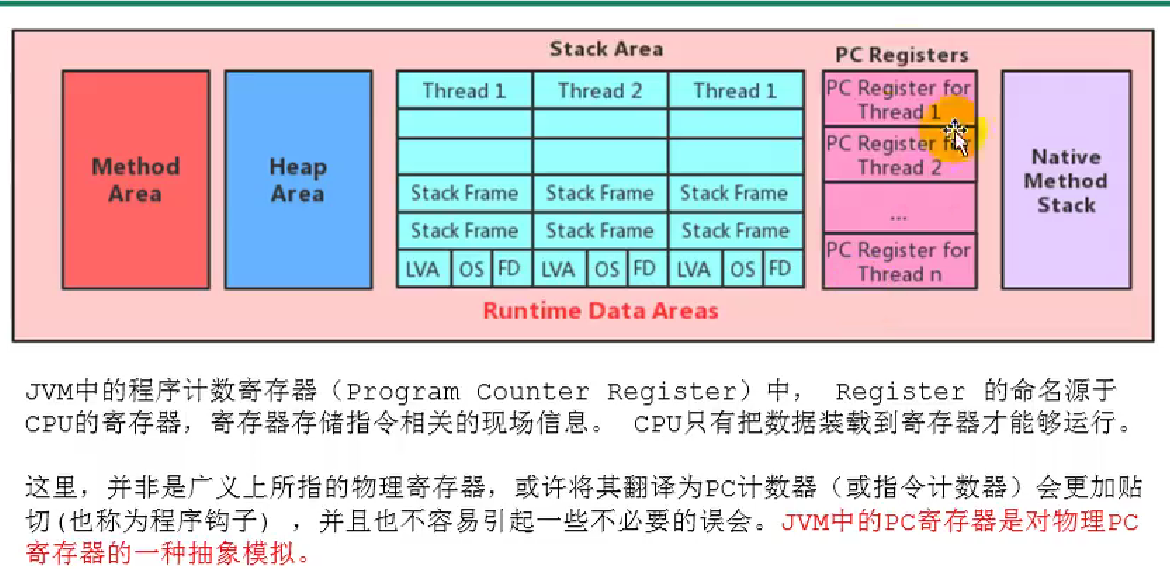 Stack Area
PC Registers
Method
Area
Heap
Area
Thread 1
Thread 2
Thread 1
Stack Frame
Stack Frame
Stack Frame
Stack Frame
Stack Frame
Stack Frame
LVA
OS
FD
LVA
OS
FD
LVA
OS
FD
PC Register for
Thread 1
PC Register for
Thread 2
...
PC Register for
Thread n
Native
Method
Stack
Runtime Data Areas
JVM中的程序计数寄存器（Program Counter Register）中， Register 的命名源于
CPU的寄存器，寄存器存储指令相关的现场信息。 CPU只有把数据装载到寄存器才能够运行。
这里，并非是广义上所指的物理寄存器，或许将其翻译为PC计数器（或指令计数器）会更加贴
切(也称为程序钩子) ，并且也不容易引起一些不必要的误会。JVM中的PC寄存器是对物理PC
寄存器的一种抽象模拟。